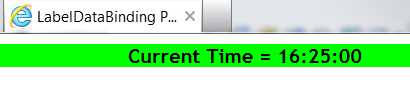 LabelDataBinding P...
Current Time = 16:25:00